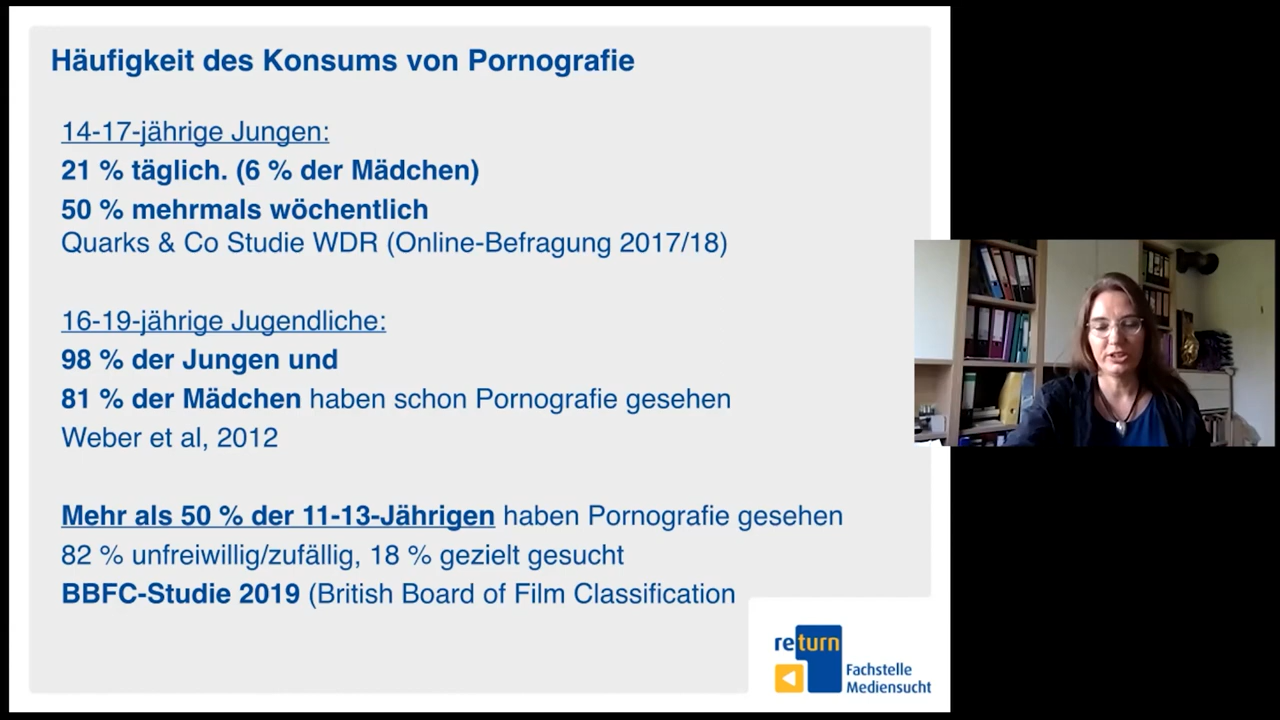 Häufigkeit des Konsums von Pornografie
14-17-jährige Jungen:
21 % täglich. (6 % der Mädchen)
50 % mehrmals wöchentlich
Quarks & Co Studie WDR (Online-Befragung 2017/18)
16-19-jährige Jugendliche:
98 % der Jungen und
81 % der Mädchen haben schon Pornografie gesehen
Weber et al, 2012
Mehr als 50 % der 11-13-Jährigen haben Pornografie gesehen
82 % unfreiwillig/zufällig, 18 % gezielt gesucht
BBFC-Studie 2019 (British Board of Film Classification
return
Fachstelle
Mediensucht